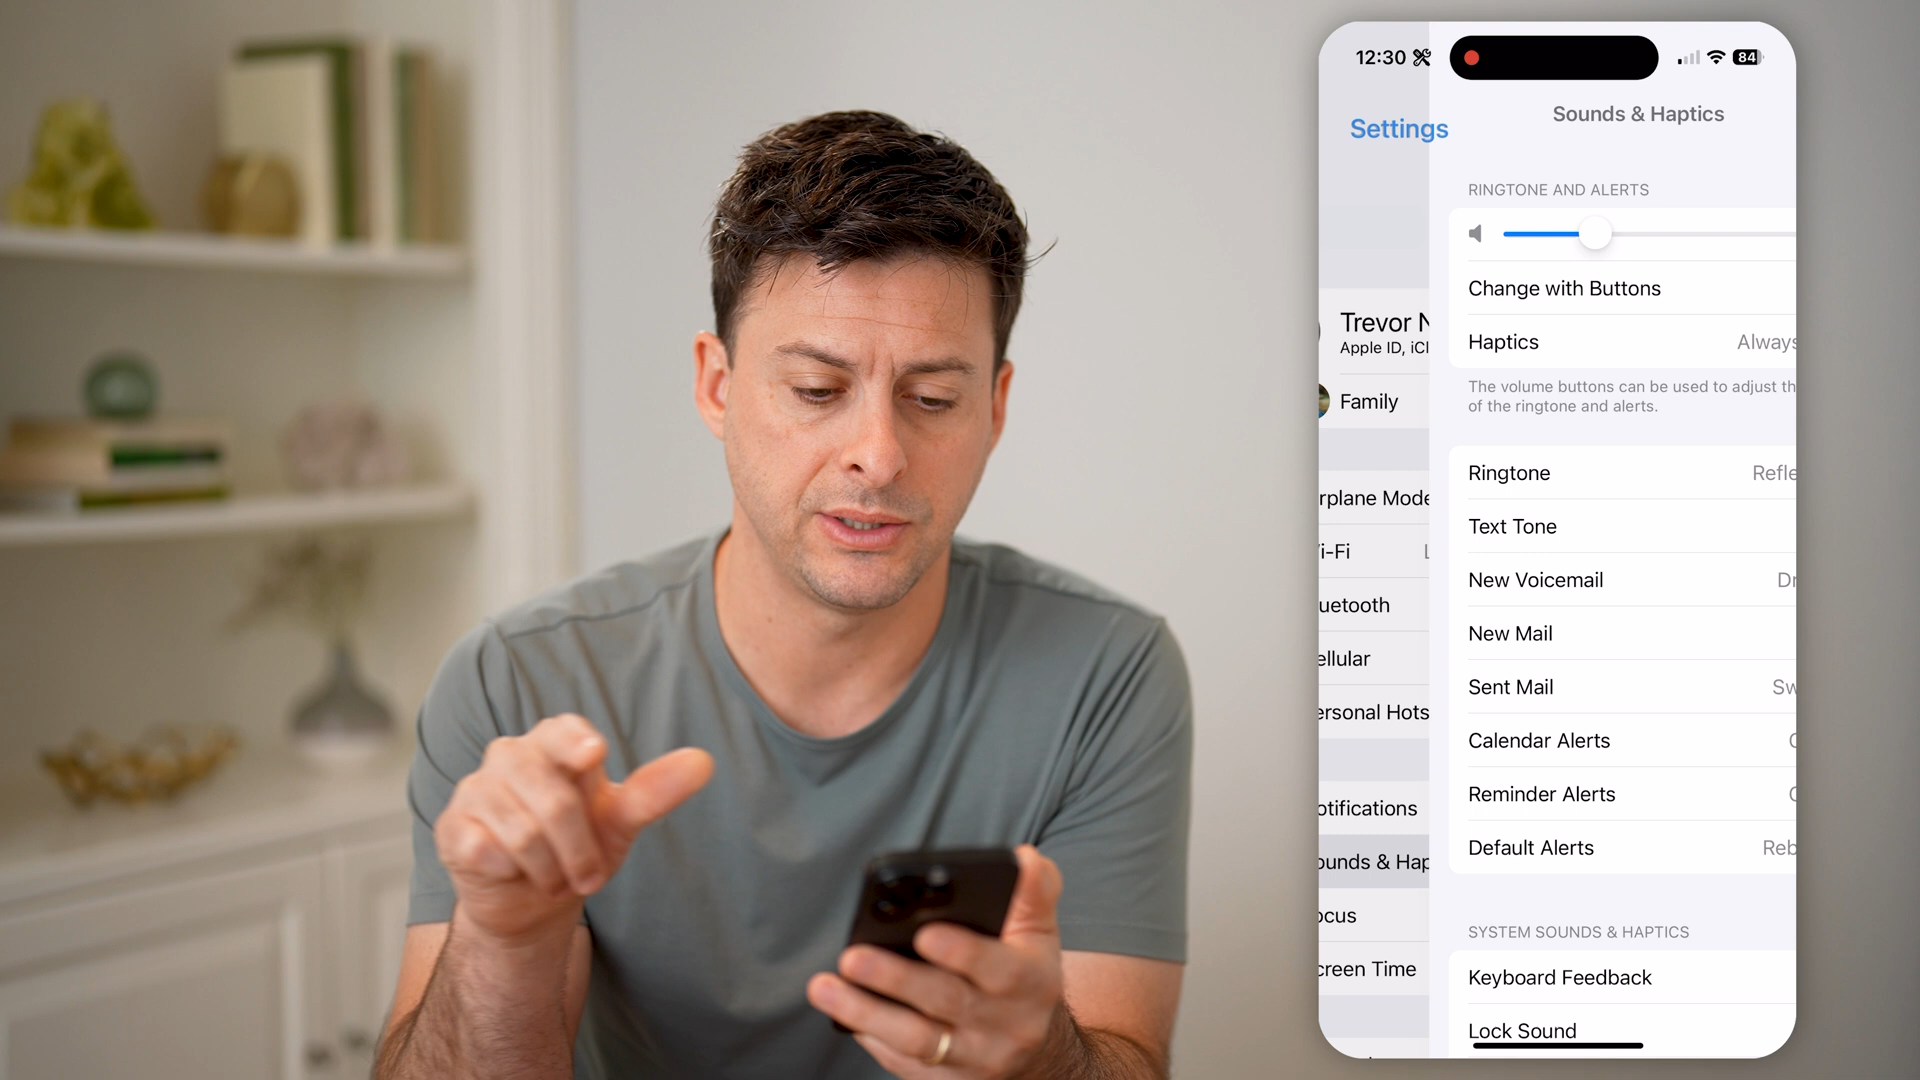 12:30
84
Settings
Sounds & Haptics
RINGTONE AND ALERTS
Change with Buttons
Trevor N
Apple ID, iCl
Haptics
Always
The volume buttons can be used to adjust th
of the ringtone and alerts.
Family
Ringtone
Refle
rplane Mode
Text Tone
i-Fi
New Voicemail
Dr
uetooth
New Mail
ellular
Sent Mail
Sw
ersonal Hots
Calendar Alerts
Reminder Alerts
otifications
Default Alerts
Reb
ounds & Hap
ocus
SYSTEM SOUNDS & HAPTICS
creen Time
Keyboard Feedback
Lock Sound